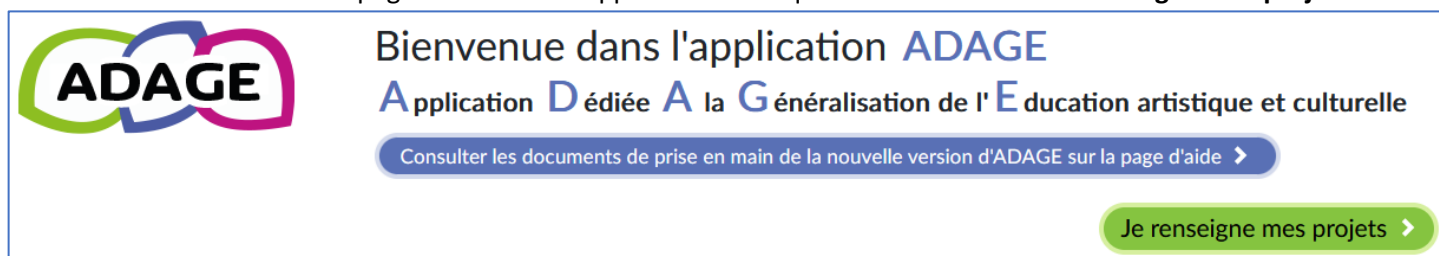 ADAGE
Bienvenue dans l'application ADAGE
Application Dédiée A la Généralisation de l'Education artistique et culturelle
Consulter les documents de prise en main de la nouvelle version d'ADAGE sur la page d'aide
Je renseigne mes projets